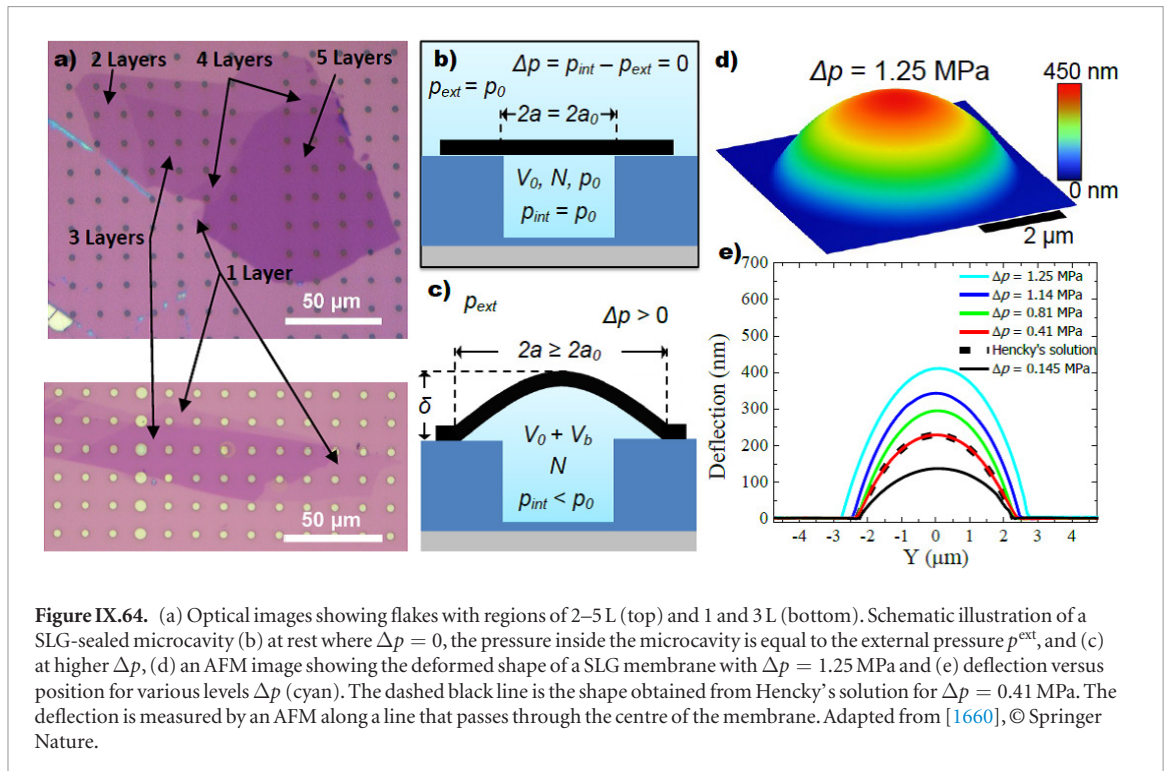 a)
2 Layers
4 Layers
5 Layers
3 Layers
1 Layer
50 µm
50 µm
b)
Δp = p_int − p_ext = 0
p_ext = p_0
2a = 2a_0
V_0, N, p_0
p_int = p_0
c)
p_ext
Δp > 0
2a ≥ 2a_0
δ
V_0 + V_b
N
p_int < p_0
d)
Δp = 1.25 MPa
450 nm
0 nm
2 µm
e)
700
600
500
400
300
200
100
0
Deflection (nm)
Δp = 1.25 MPa
Δp = 1.14 MPa
Δp = 0.81 MPa
Δp = 0.41 MPa
Hencky's solution
Δp = 0.145 MPa
-4 -3 -2 -1 0 1 2 3 4
Y (µm)
Figure IX.64. (a) Optical images showing flakes with regions of 2–5 L (top) and 1 and 3 L (bottom). Schematic illustration of a
SLG-sealed microcavity (b) at rest where Δp = 0, the pressure inside the microcavity is equal to the external pressure p^ext, and (c)
at higher Δp, (d) an AFM image showing the deformed shape of a SLG membrane with Δp = 1.25 MPa and (e) deflection versus
position for various levels Δp (cyan). The dashed black line is the shape obtained from Hencky's solution for Δp = 0.41 MPa. The
deflection is measured by an AFM along a line that passes through the centre of the membrane. Adapted from [1660], © Springer
Nature.